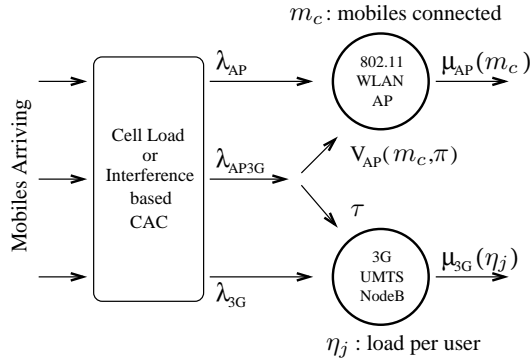 m_c : mobiles connected
Mobiles Arriving
Cell Load
or
Interference
based
CAC
λ_AP
λ_AP3G
λ_3G
802.11
WLAN
AP
μ_AP(m_c)
V_AP(m_c,π)
τ
3G
UMTS
NodeB
μ_3G(η_j)
η_j : load per user